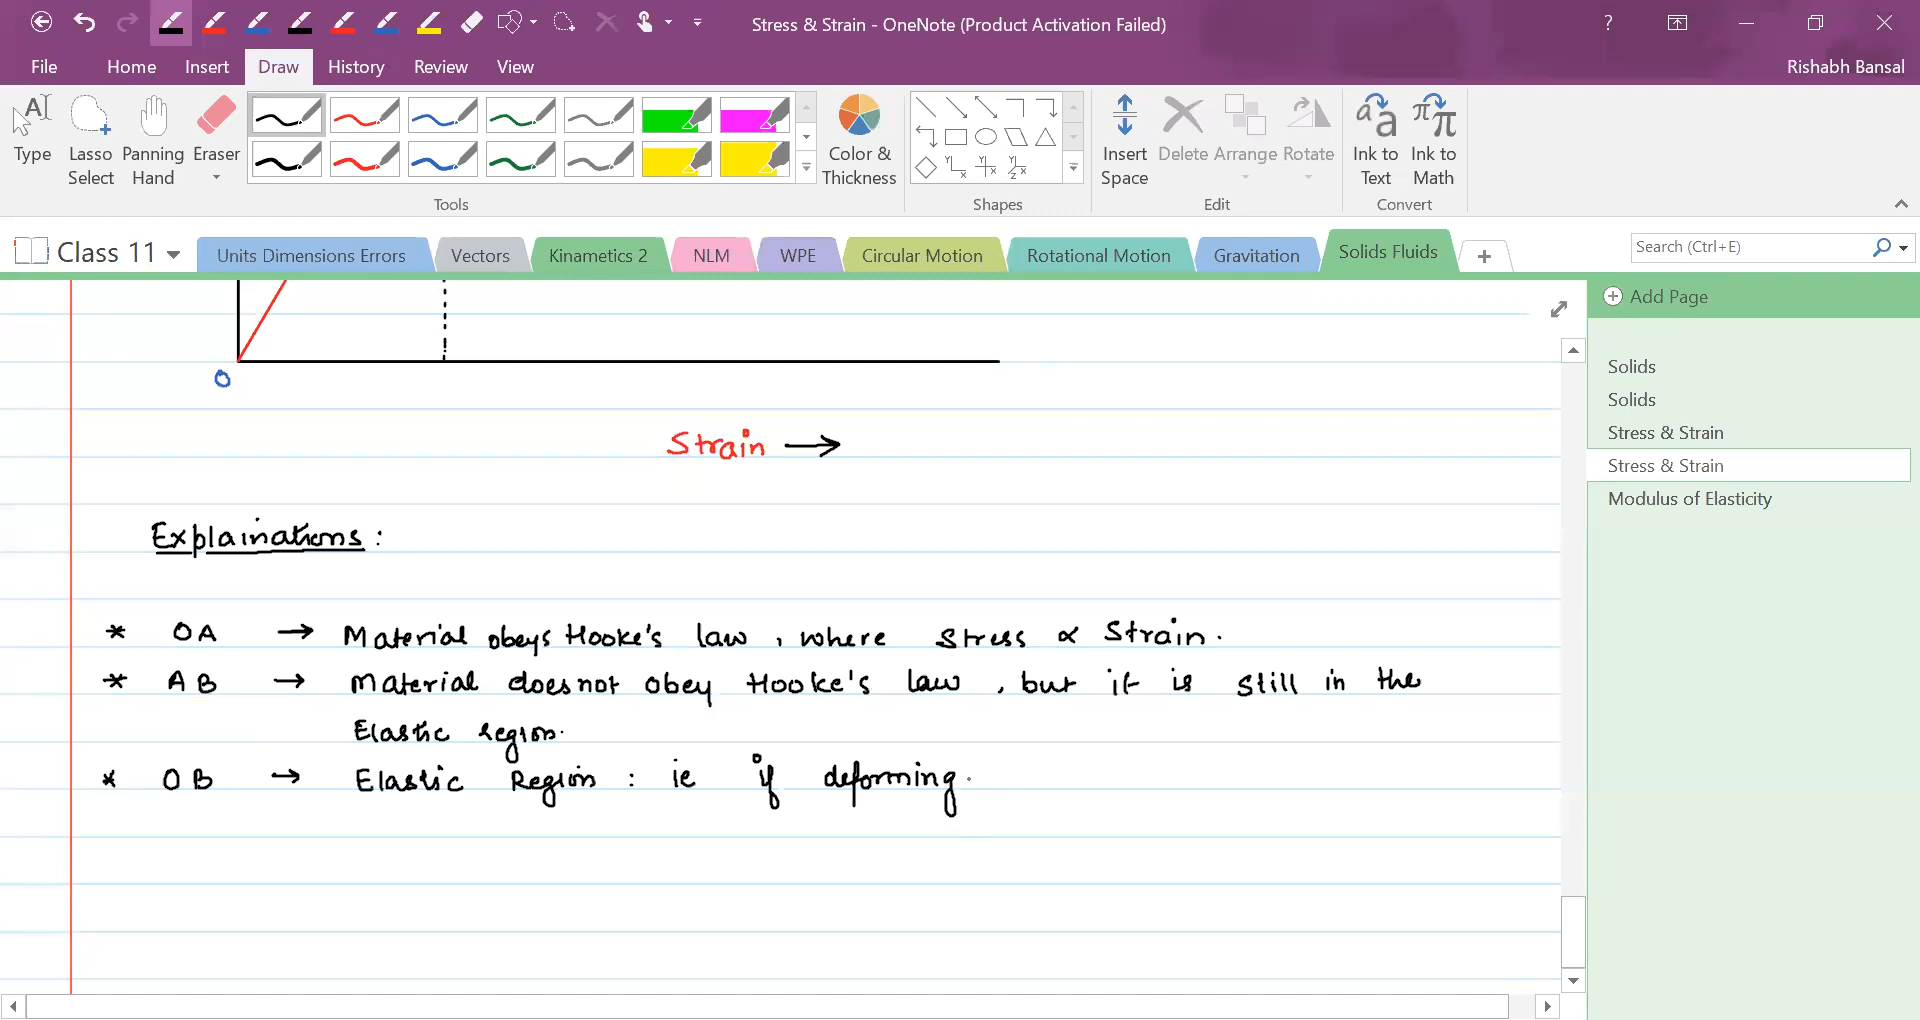 Stress & Strain - OneNote (Product Activation Failed)
File Home Insert Draw History Review View
Rishabh Bansal
Type Lasso Select Panning Hand Eraser
Color & Thickness
Insert Space Delete Arrange Rotate
Ink to Text Ink to Math
Tools Shapes Edit Convert
Class 11 Units Dimensions Errors Vectors Kinametics 2 NLM WPE Circular Motion Rotational Motion Gravitation Solids Fluids
Search (Ctrl+E)
Add Page
Solids
Solids
Stress & Strain
Stress & Strain
Modulus of Elasticity
O
Strain →
Explainations :
* OA → Material obeys Hooke's law , where Stress ∝ Strain.
* AB → Material does not obey Hooke's law , but it is still in the
Elastic region.
* OB → Elastic Region : ie if deforming